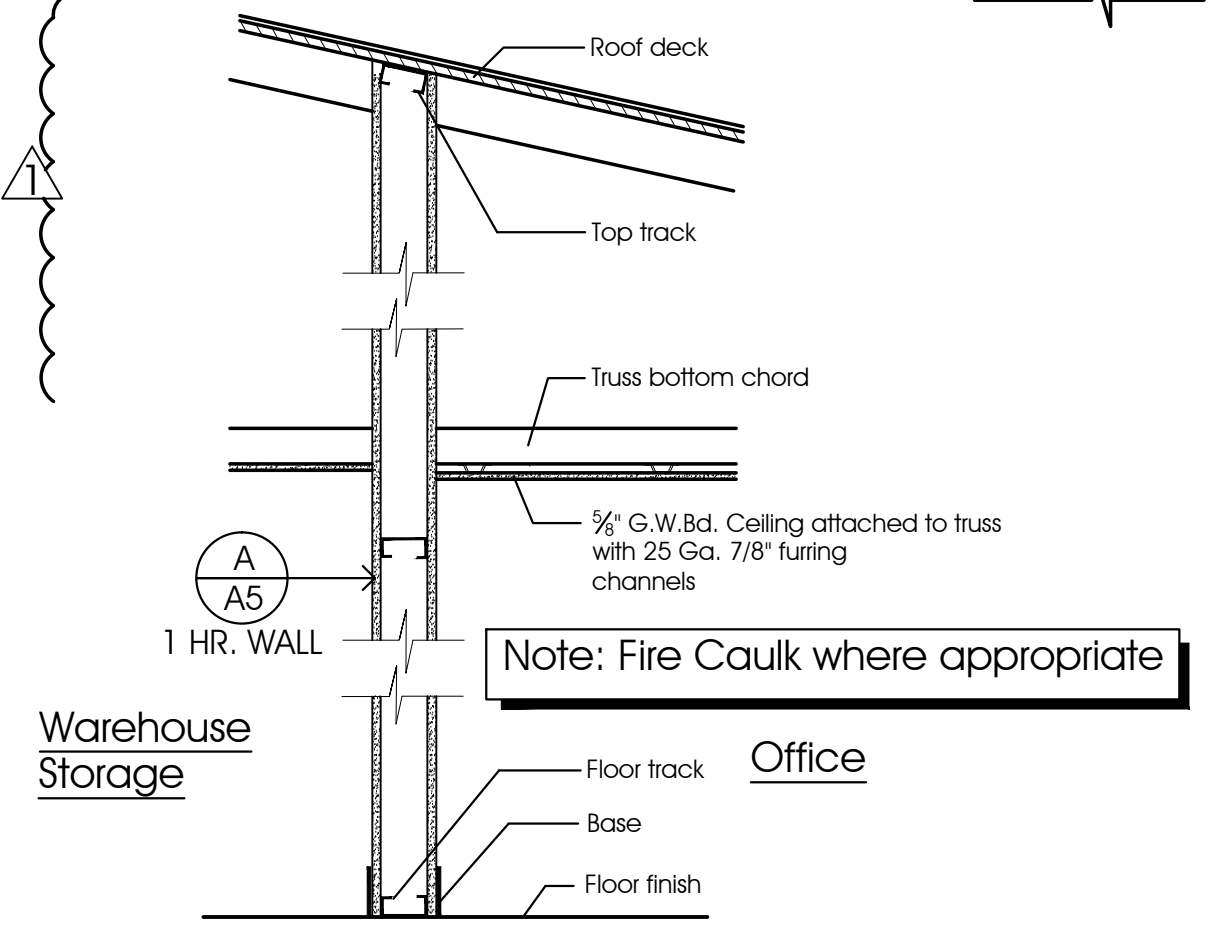 Roof deck
1
Top track
Truss bottom chord
5/8" G.W.Bd. Ceiling attached to truss
with 25 Ga. 7/8" furring
channels
A
A5
1 HR. WALL
Note: Fire Caulk where appropriate
Warehouse
Storage
Office
Floor track
Base
Floor finish